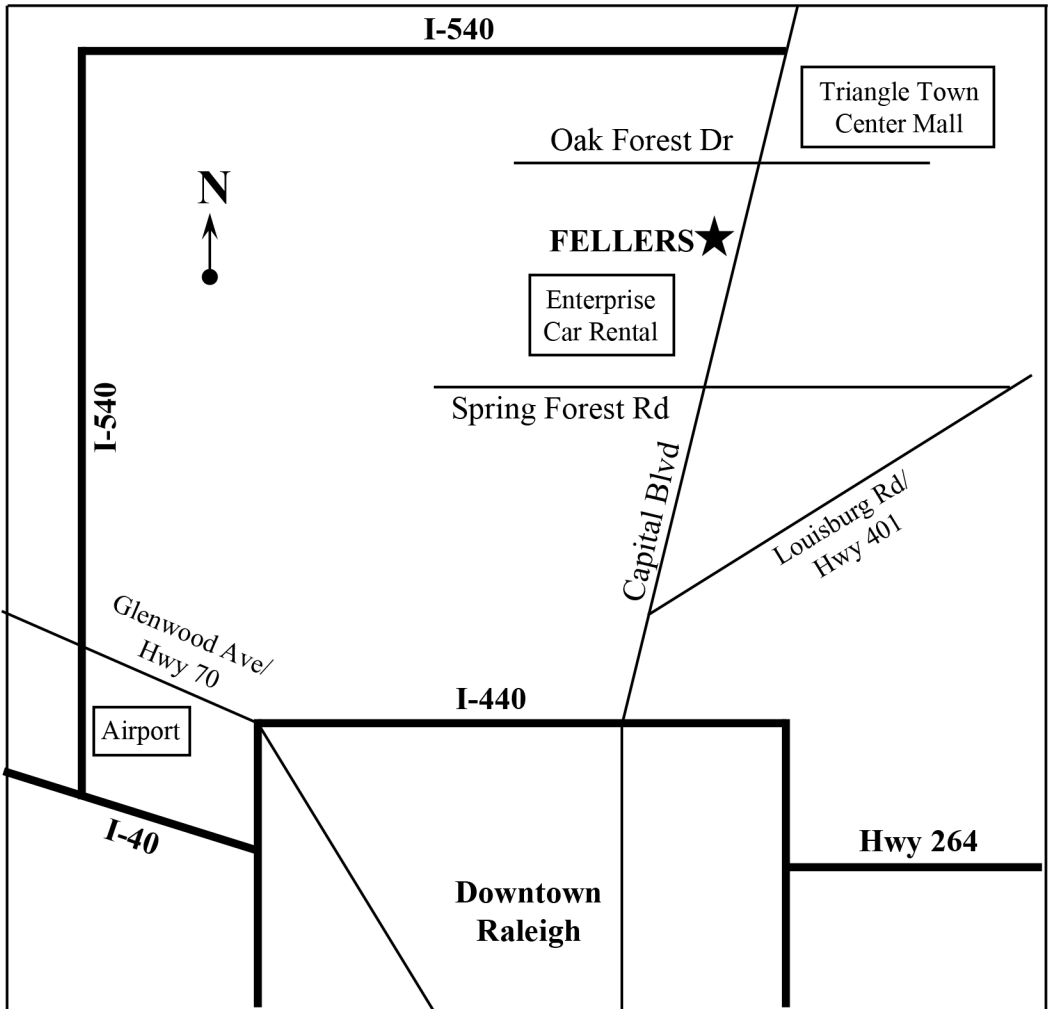 I-540
Triangle Town
Center Mall
Oak Forest Dr
N
FELLERS
Enterprise
Car Rental
I-540
Spring Forest Rd
Capital Blvd
Louisburg Rd/
Hwy 401
Glenwood Ave/
Hwy 70
I-440
Airport
I-40
Hwy 264
Downtown
Raleigh